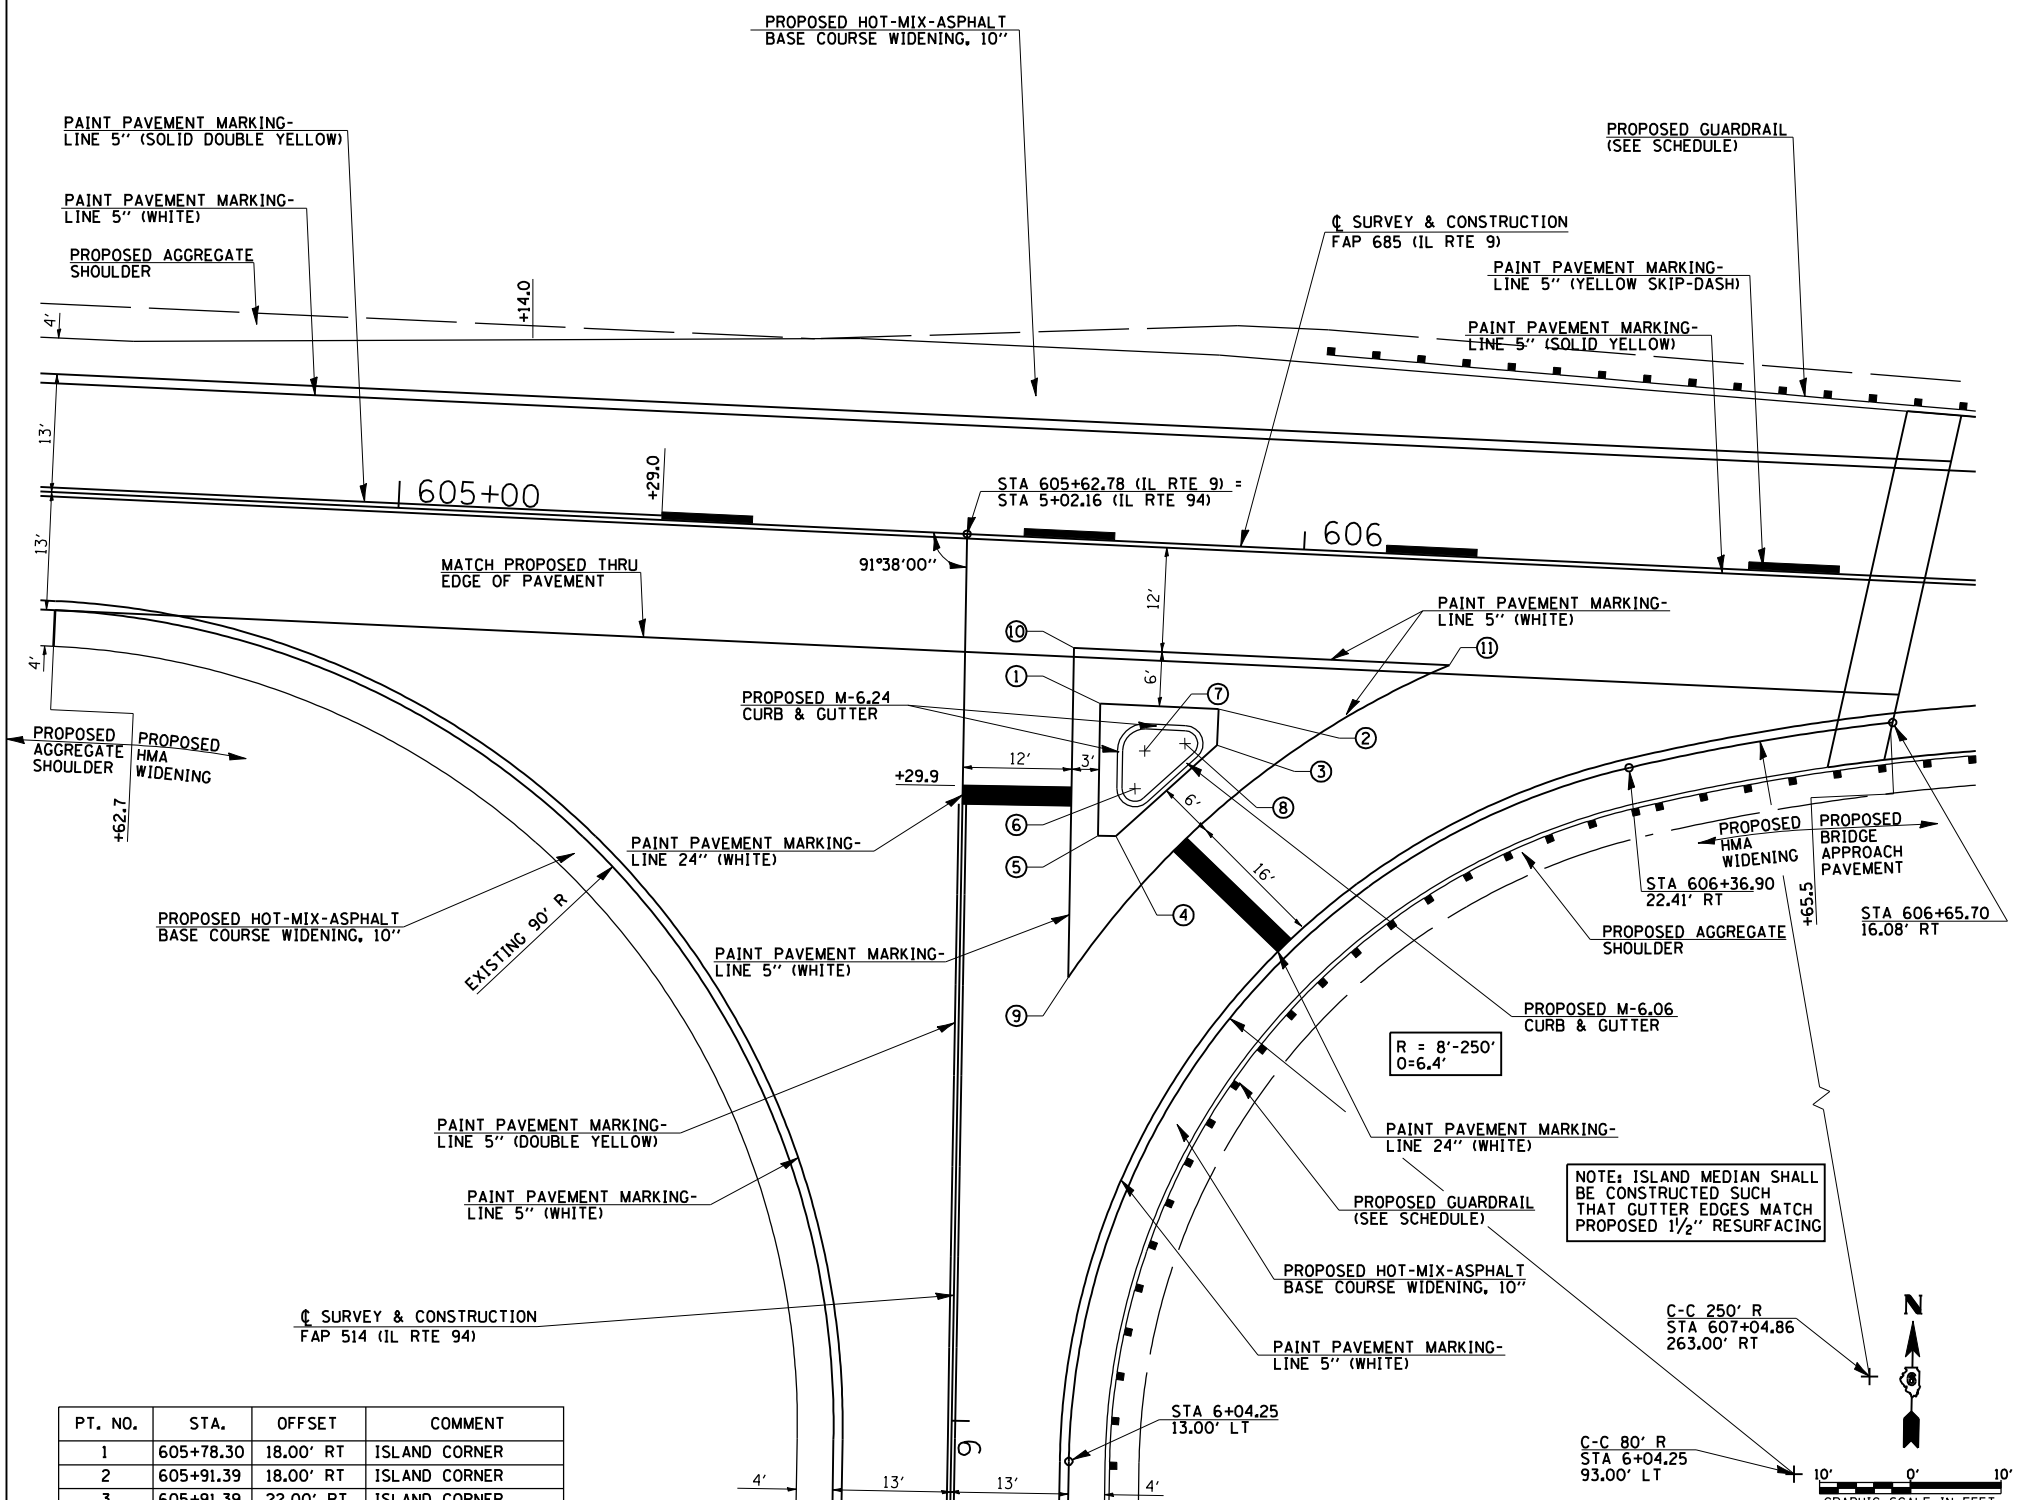 PROPOSED HOT-MIX-ASPHALT
BASE COURSE WIDENING, 10''
PAINT PAVEMENT MARKING-
LINE 5'' (SOLID DOUBLE YELLOW)
PROPOSED GUARDRAIL
(SEE SCHEDULE)
PAINT PAVEMENT MARKING-
LINE 5'' (WHITE)
℄ SURVEY & CONSTRUCTION
FAP 685 (IL RTE 9)
PROPOSED AGGREGATE
SHOULDER
PAINT PAVEMENT MARKING-
LINE 5'' (YELLOW SKIP-DASH)
+14.0
4'
PAINT PAVEMENT MARKING-
LINE 5'' (SOLID YELLOW)
13'
+29.0
605+00
STA 605+62.78 (IL RTE 9) =
STA 5+02.16 (IL RTE 94)
606
13'
91°38'00''
MATCH PROPOSED THRU
EDGE OF PAVEMENT
12'
PAINT PAVEMENT MARKING-
LINE 5'' (WHITE)
10
11
4'
1
6'
7
PROPOSED M-6.24
CURB & GUTTER
2
PROPOSED
AGGREGATE
SHOULDER
PROPOSED
HMA
WIDENING
12'
3'
3
+29.9
6'
8
+62.7
6
PAINT PAVEMENT MARKING-
LINE 24'' (WHITE)
5
16'
4
PROPOSED
HMA
WIDENING
PROPOSED
BRIDGE
APPROACH
PAVEMENT
STA 606+36.90
22.41' RT
+65.5
STA 606+65.70
16.08' RT
PROPOSED HOT-MIX-ASPHALT
BASE COURSE WIDENING, 10''
EXISTING 90' R
PROPOSED AGGREGATE
SHOULDER
PAINT PAVEMENT MARKING-
LINE 5'' (WHITE)
9
PROPOSED M-6.06
CURB & GUTTER
R = 8'-250'
O=6.4'
PAINT PAVEMENT MARKING-
LINE 5'' (DOUBLE YELLOW)
PAINT PAVEMENT MARKING-
LINE 24'' (WHITE)
NOTE: ISLAND MEDIAN SHALL
BE CONSTRUCTED SUCH
THAT GUTTER EDGES MATCH
PROPOSED 1½'' RESURFACING
PAINT PAVEMENT MARKING-
LINE 5'' (WHITE)
PROPOSED GUARDRAIL
(SEE SCHEDULE)
PROPOSED HOT-MIX-ASPHALT
BASE COURSE WIDENING, 10''
℄ SURVEY & CONSTRUCTION
FAP 514 (IL RTE 94)
C-C 250' R
STA 607+04.86
263.00' RT
N
6
PAINT PAVEMENT MARKING-
LINE 5'' (WHITE)
STA 6+04.25
13.00' LT
6
C-C 80' R
STA 6+04.25
93.00' LT
4'
13'
13'
4'
10' 0' 10'
GRAPHIC SCALE IN FEET
PT. NO. STA. OFFSET COMMENT
1 605+78.30 18.00' RT ISLAND CORNER
2 605+91.39 18.00' RT ISLAND CORNER
3 605+91.39 22.00' RT ISLAND CORNER